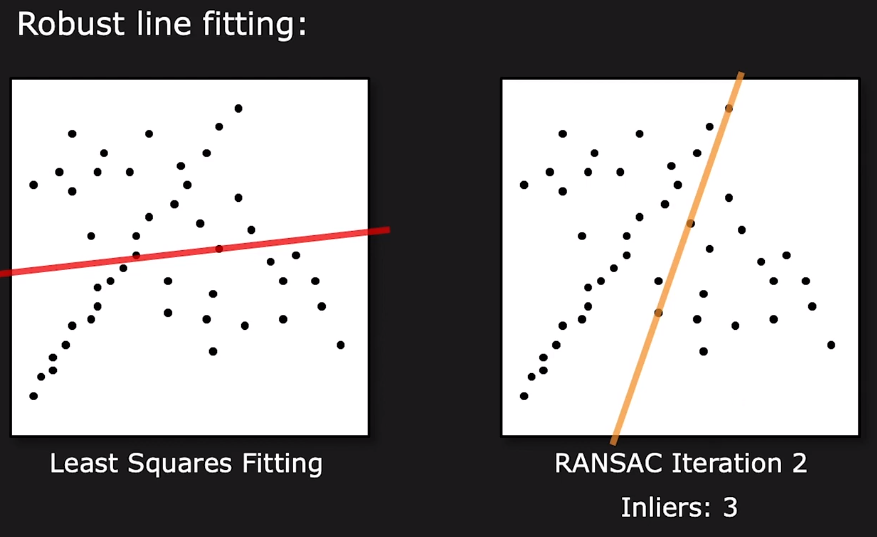 Robust line fitting:
Least Squares Fitting
RANSAC Iteration 2
Inliers: 3